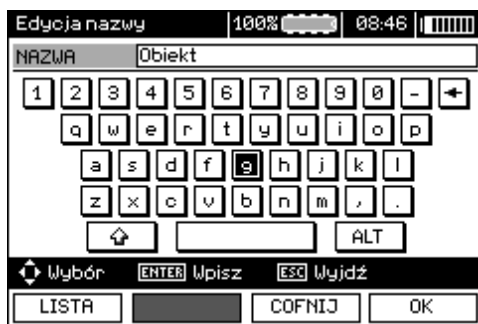 Edycja nazwy 100% 08:46
NAZWA Obiekt
1 2 3 4 5 6 7 8 9 0 -
q w e r t y u i o p
a s d f g h j k l
z x c v b n m , .
ALT
Wybór ENTER Wpisz ESC Wyjdź
LISTA COFNIJ OK